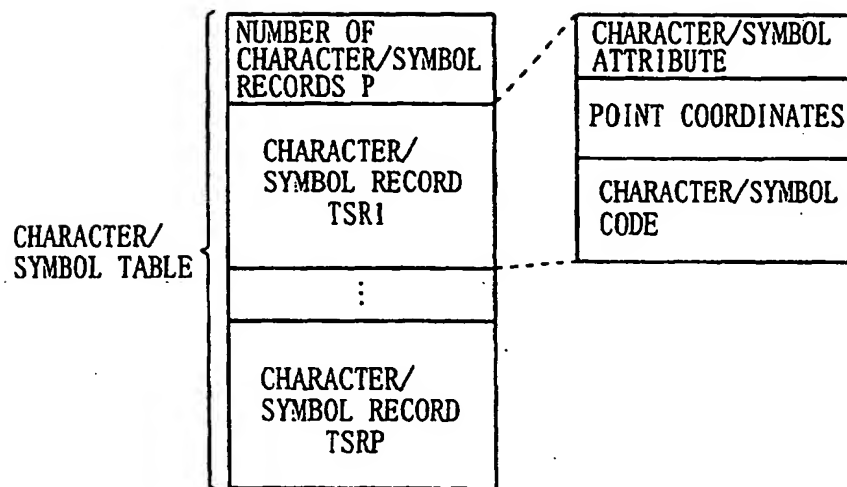 NUMBER OF
CHARACTER/SYMBOL
RECORDS P
CHARACTER/
SYMBOL RECORD
TSR1
⋮
CHARACTER/
SYMBOL RECORD
TSRP
CHARACTER/
SYMBOL TABLE
CHARACTER/SYMBOL
ATTRIBUTE
POINT COORDINATES
CHARACTER/SYMBOL
CODE